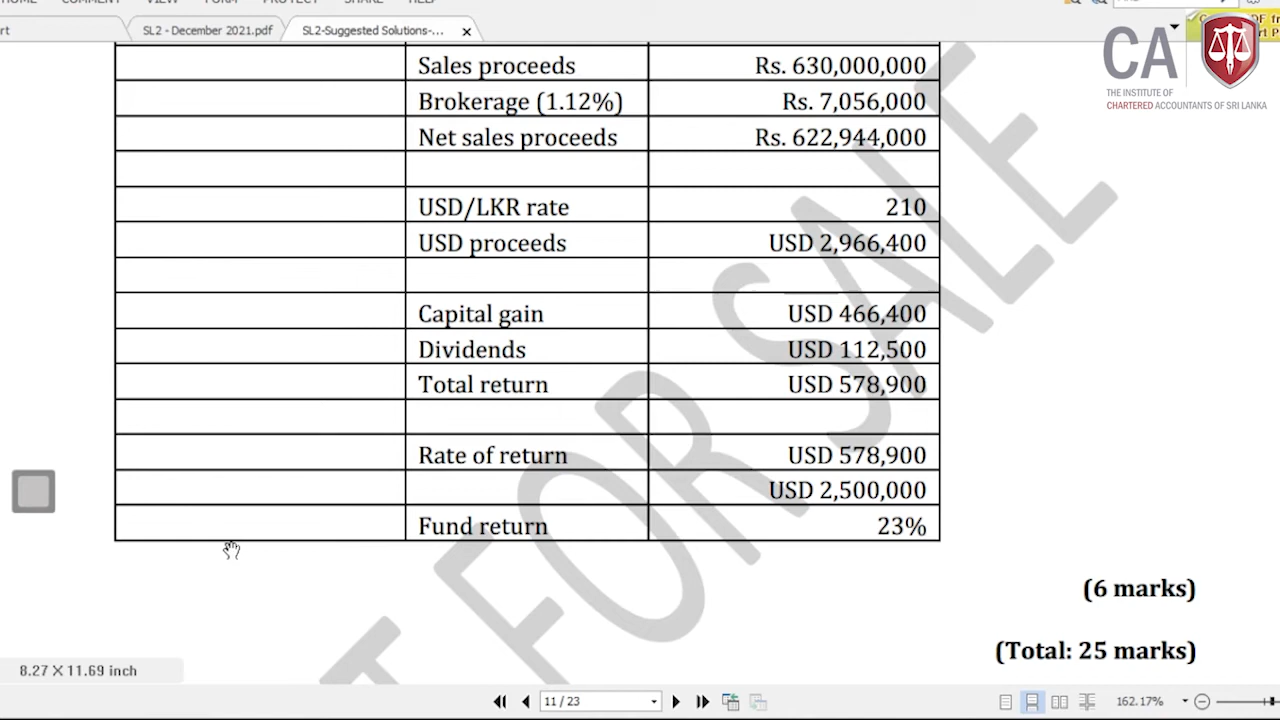 SL2 - December 2021.pdf
SL2-Suggested Solutions-...
CA
THE INSTITUTE OF
CHARTERED ACCOUNTANTS OF SRI LANKA
Sales proceeds Rs. 630,000,000
Brokerage (1.12%) Rs. 7,056,000
Net sales proceeds Rs. 622,944,000
USD/LKR rate 210
USD proceeds USD 2,966,400
Capital gain USD 466,400
Dividends USD 112,500
Total return USD 578,900
Rate of return USD 578,900
USD 2,500,000
Fund return 23%
(6 marks)
(Total: 25 marks)
FOR SALE
8.27 X 11.69 inch
11 / 23
162.17%